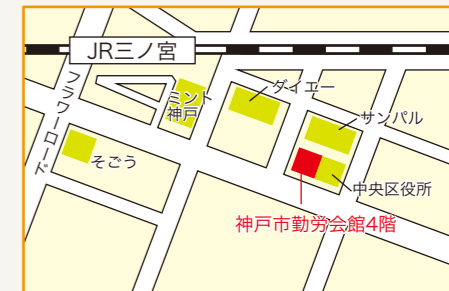 JR三ノ宮
フラワーロード
ミント
神戸
ダイエー
サンパル
そごう
中央区役所
神戸市勤労会館4階